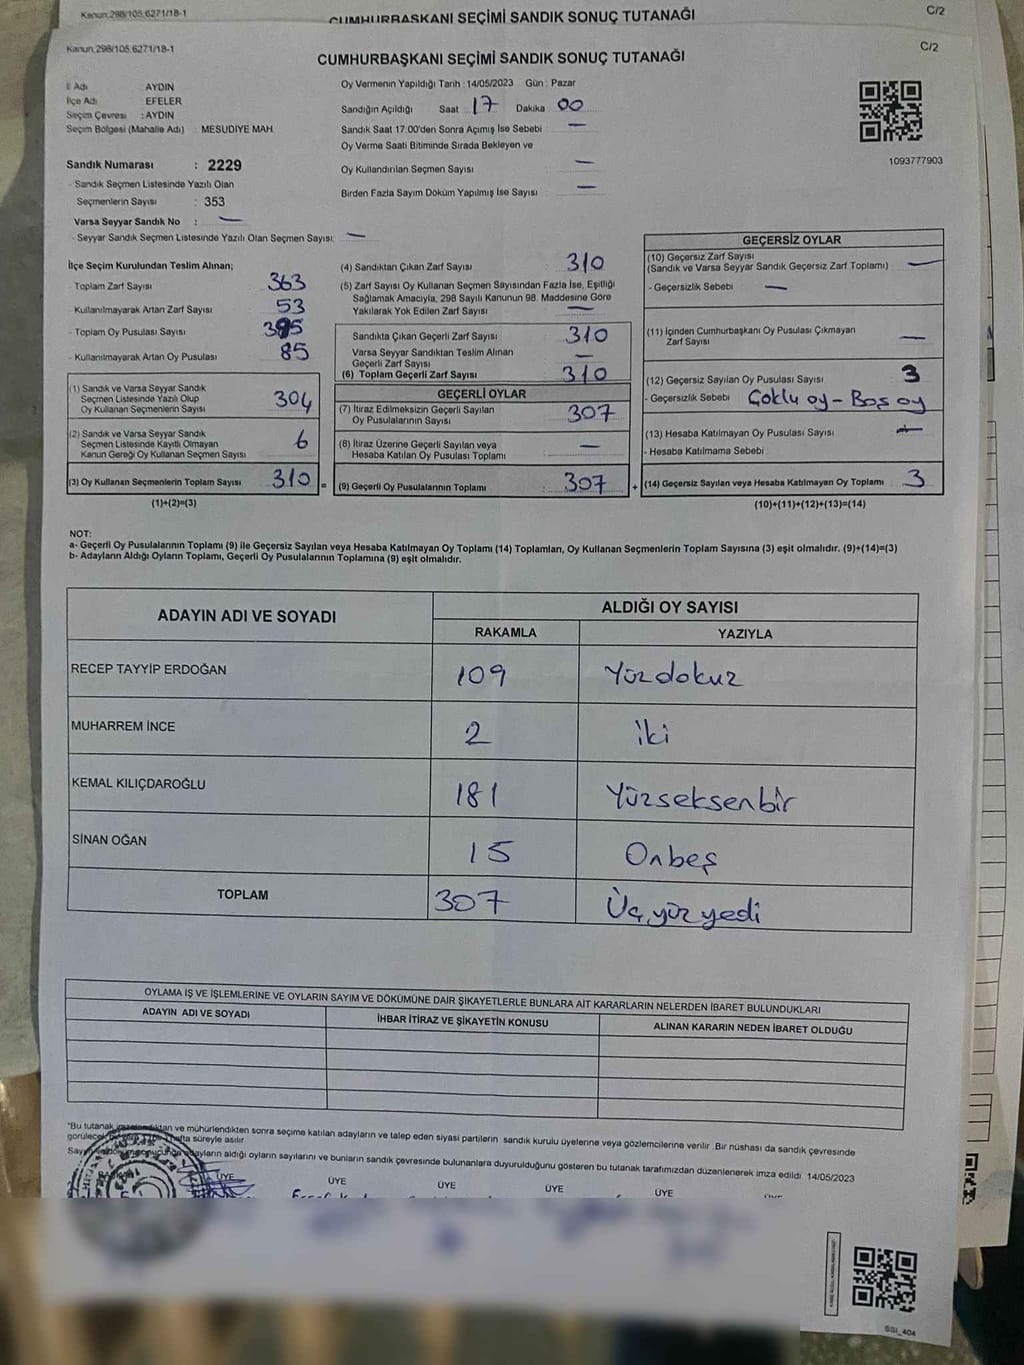 Kanun;298/105,6271/18-1
CUMHURBAŞKANI SEÇİMİ SANDIK SONUÇ TUTANAĞI
C/2
Kanun;298/105,6271/18-1
CUMHURBAŞKANI SEÇİMİ SANDIK SONUÇ TUTANAĞI
C/2
İl Adı AYDIN
İlçe Adı EFELER
Seçim Çevresi : AYDIN
Seçim Bölgesi (Mahalle Adı) MESUDİYE MAH.
Sandık Numarası : 2229
- Sandık Seçmen Listesinde Yazılı Olan
Seçmenlerin Sayısı : 353
Varsa Seyyar Sandık No : —
- Seyyar Sandık Seçmen Listesinde Yazılı Olan Seçmen Sayısı: —
Oy Vermenin Yapıldığı Tarih : 14/05/2023 Gün : Pazar
Sandığın Açıldığı Saat 17 Dakika 00
Sandık Saat 17:00'den Sonra Açımış İse Sebebi —
Oy Verme Saati Bitiminde Sırada Bekleyen ve
Oy Kullandırılan Seçmen Sayısı —
Birden Fazla Sayım Döküm Yapılmış İse Sayısı —
1093777903
İlçe Seçim Kurulundan Teslim Alınan;
Toplam Zarf Sayısı 363
- Kullanılmayarak Artan Zarf Sayısı 53
- Toplam Oy Pusulası Sayısı 395
- Kullanılmayarak Artan Oy Pusulası 85
(1) Sandık ve Varsa Seyyar Sandık
Seçmen Listesinde Yazılı Olup
Oy Kullanan Seçmenlerin Sayısı 304
(2) Sandık ve Varsa Seyyar Sandık
Seçmen Listesinde Kayıtlı Olmayan
Kanun Gereği Oy Kullanan Seçmen Sayısı 6
(3) Oy Kullanan Seçmenlerin Toplam Sayısı 310 =
(1)+(2)=(3)
(4) Sandıktan Çıkan Zarf Sayısı 310
(5) Zarf Sayısı Oy Kullanan Seçmen Sayısından Fazla İse, Eşitliği
Sağlamak Amacıyla, 298 Sayılı Kanunun 98. Maddesine Göre
Yakılarak Yok Edilen Zarf Sayısı —
Sandıkta Çıkan Geçerli Zarf Sayısı 310
Varsa Seyyar Sandıktan Teslim Alınan
Geçerli Zarf Sayısı —
(6) Toplam Geçerli Zarf Sayısı 310
GEÇERLİ OYLAR
(7) İtiraz Edilmeksizin Geçerli Sayılan
Oy Pusulalarının Sayısı 307
(8) İtiraz Üzerine Geçerli Sayılan veya
Hesaba Katılan Oy Pusulası Toplamı —
(9) Geçerli Oy Pusulalarının Toplamı 307 +
GEÇERSİZ OYLAR
(10) Geçersiz Zarf Sayısı
(Sandık ve Varsa Seyyar Sandık Geçersiz Zarf Toplamı) —
- Geçersizlik Sebebi —
(11) İçinden Cumhurbaşkanı Oy Pusulası Çıkmayan
Zarf Sayısı —
(12) Geçersiz Sayılan Oy Pusulası Sayısı 3
- Geçersizlik Sebebi Çoklu oy - Boş oy
(13) Hesaba Katılmayan Oy Pusulası Sayısı —
- Hesaba Katılmama Sebebi
(14) Geçersiz Sayılan veya Hesaba Katılmayan Oy Toplamı 3
(10)+(11)+(12)+(13)=(14)
NOT:
a- Geçerli Oy Pusulalarının Toplamı (9) ile Geçersiz Sayılan veya Hesaba Katılmayan Oy Toplamı (14) Toplamları, Oy Kullanan Seçmenlerin Toplam Sayısına (3) eşit olmalıdır. (9)+(14)=(3)
b- Adayların Aldığı Oyların Toplamı, Geçerli Oy Pusulalarının Toplamına (9) eşit olmalıdır.
ADAYIN ADI VE SOYADI
ALDIĞI OY SAYISI
RAKAMLA YAZIYLA
RECEP TAYYİP ERDOĞAN 109 Yüzdokuz
MUHARREM İNCE 2 iki
KEMAL KILIÇDAROĞLU 181 Yüzseksenbir
SİNAN OĞAN 15 Onbeş
TOPLAM 307 Üçyüzyedi
OYLAMA İŞ VE İŞLEMLERİNE VE OYLARIN SAYIM VE DÖKÜMÜNE DAİR ŞİKAYETLERLE BUNLARA AİT KARARLARIN NELERDEN İBARET BULUNDUKLARI
ADAYIN ADI VE SOYADI İHBAR İTİRAZ VE ŞİKAYETİN KONUSU ALINAN KARARIN NEDEN İBARET OLDUĞU
*Bu tutanak imzalandıktan ve mühürlendikten sonra seçime katılan adayların ve talep eden siyasi partilerin sandık kurulu üyelerine veya gözlemcilerine verilir. Bir nüshası da sandık çevresinde
hafta süreyle asılır.
adayların aldığı oyların sayılarını ve bunların sandık çevresinde bulunanlara duyurulduğunu gösteren bu tutanak tarafımızdan düzenlenerek imza edildi. 14/05/2023
ÜYE ÜYE ÜYE ÜYE ÜYE
SSI_404